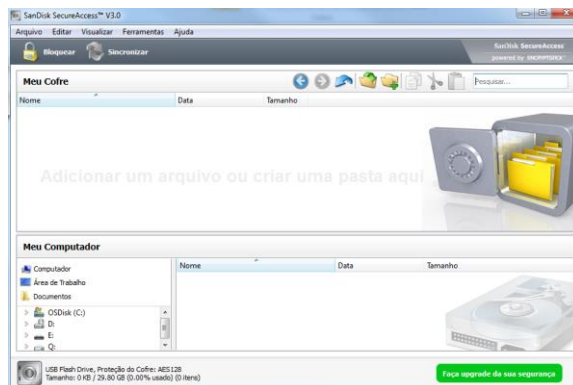 SanDisk SecureAccess™ V3.0
Arquivo Editar Visualizar Ferramentas Ajuda
Bloquear Sincronizar
SanDisk SecureAccess
powered by ENCRYPTSTICK
Meu Cofre
Pesquisar...
Nome Data Tamanho
Adicionar um arquivo ou criar uma pasta aqui
Meu Computador
Computador
Área de Trabalho
Documentos
OSDisk (C:)
D:
E:
Q:
Nome Data Tamanho
USB Flash Drive, Proteção do Cofre: AES128
Tamanho: 0 KB / 29.80 GB (0.00% usado) (0 itens)
Faça upgrade da sua segurança